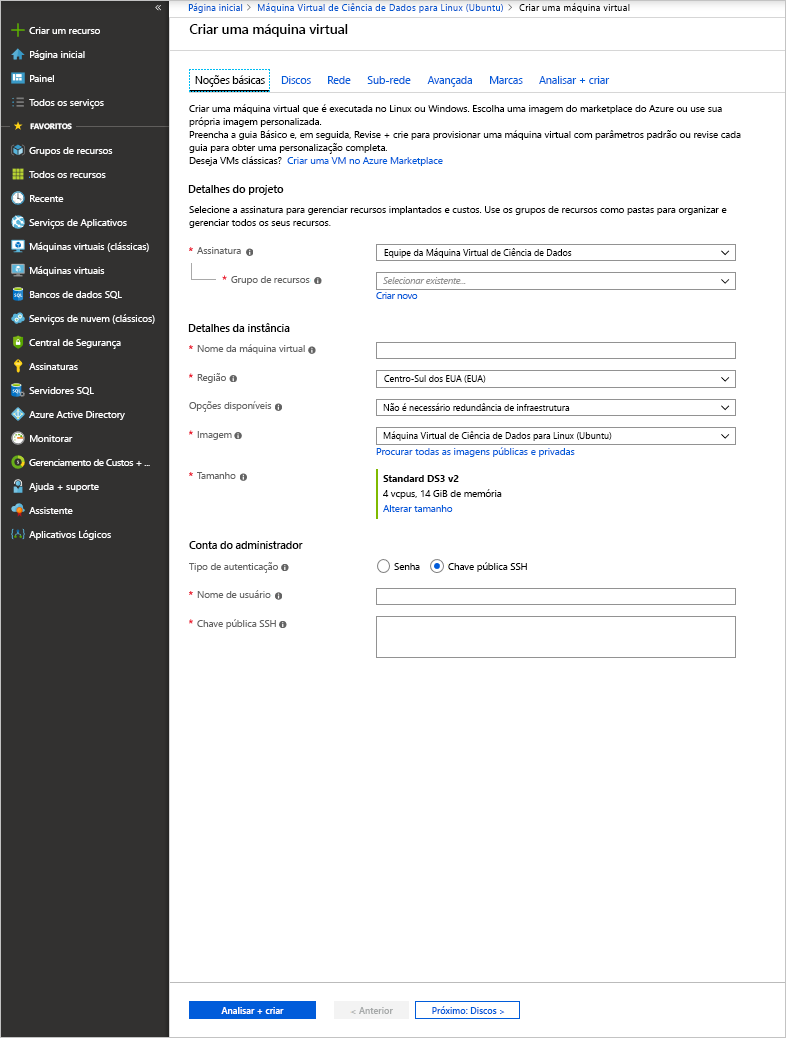 «
Criar um recurso
Página inicial
Painel
Todos os serviços
FAVORITOS
Grupos de recursos
Todos os recursos
Recente
Serviços de Aplicativos
Máquinas virtuais (clássicas)
Máquinas virtuais
Bancos de dados SQL
Serviços de nuvem (clássicos)
Central de Segurança
Assinaturas
Servidores SQL
Azure Active Directory
Monitorar
Gerenciamento de Custos + ...
Ajuda + suporte
Assistente
Aplicativos Lógicos
Página inicial > Máquina Virtual de Ciência de Dados para Linux (Ubuntu) > Criar uma máquina virtual
Criar uma máquina virtual
Noções básicas Discos Rede Sub-rede Avançada Marcas Analisar + criar
Criar uma máquina virtual que é executada no Linux ou Windows. Escolha uma imagem do marketplace do Azure ou use sua
própria imagem personalizada.
Preencha a guia Básico e, em seguida, Revise + crie para provisionar uma máquina virtual com parâmetros padrão ou revise cada
guia para obter uma personalização completa.
Deseja VMs clássicas? Criar uma VM no Azure Marketplace
Detalhes do projeto
Selecione a assinatura para gerenciar recursos implantados e custos. Use os grupos de recursos como pastas para organizar e
gerenciar todos os seus recursos.
* Assinatura Equipe da Máquina Virtual de Ciência de Dados
* Grupo de recursos Selecionar existente...
Criar novo
Detalhes da instância
* Nome da máquina virtual
* Região Centro-Sul dos EUA (EUA)
Opções disponíveis Não é necessário redundância de infraestrutura
* Imagem Máquina Virtual de Ciência de Dados para Linux (Ubuntu)
Procurar todas as imagens públicas e privadas
* Tamanho Standard DS3 v2
4 vcpus, 14 GiB de memória
Alterar tamanho
Conta do administrador
Tipo de autenticação Senha Chave pública SSH
* Nome de usuário
* Chave pública SSH
Analisar + criar < Anterior Próximo: Discos >